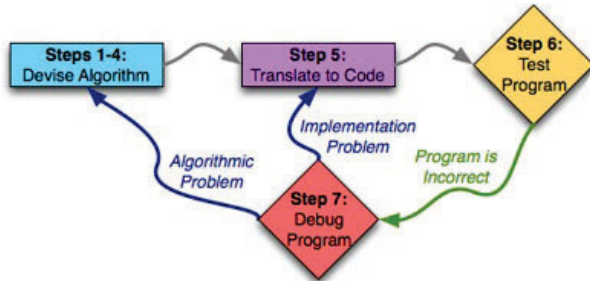 Steps 1-4:
Devise Algorithm
Step 5:
Translate to Code
Step 6:
Test
Program
Implementation
Problem
Algorithmic
Problem
Program is
Incorrect
Step 7:
Debug
Program